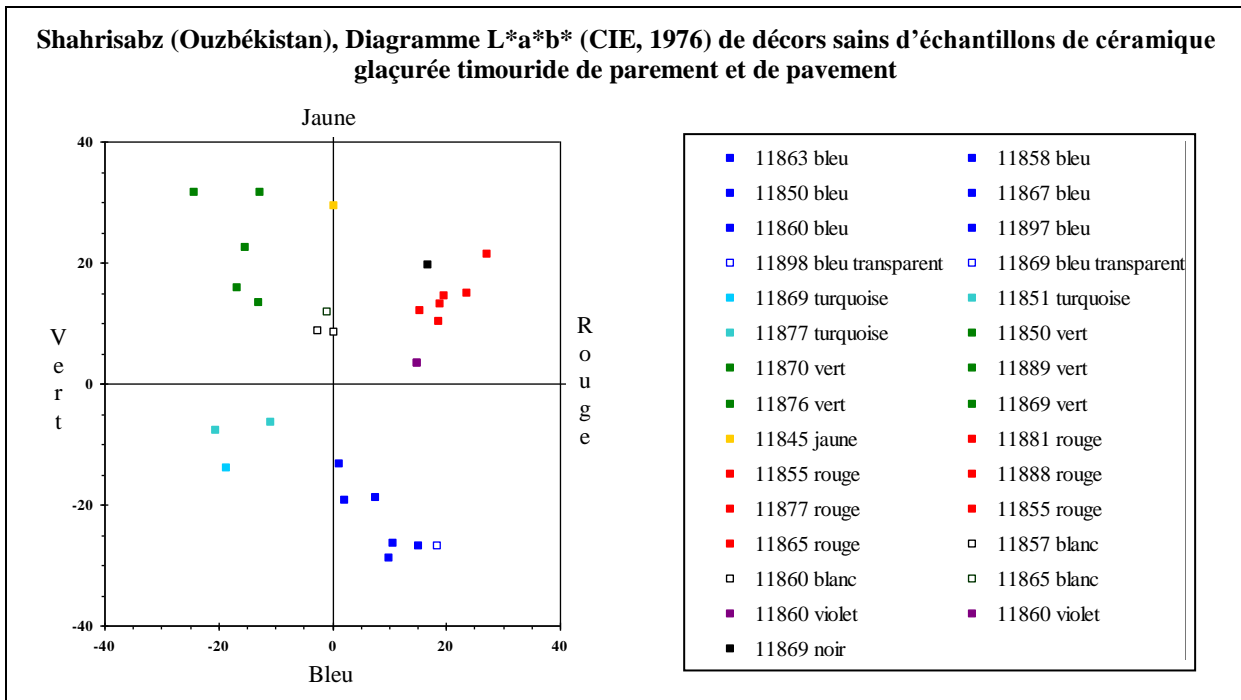 Shahrisabz (Ouzbékistan), Diagramme L*a*b* (CIE, 1976) de décors sains d’échantillons de céramique
glaçurée timouride de parement et de pavement
Jaune
40
20
0
-20
-40
-40
-20
0
20
40
Vert
Rouge
Bleu
11863 bleu
11858 bleu
11850 bleu
11867 bleu
11860 bleu
11897 bleu
11898 bleu transparent
11869 bleu transparent
11869 turquoise
11851 turquoise
11877 turquoise
11850 vert
11870 vert
11889 vert
11876 vert
11869 vert
11845 jaune
11881 rouge
11855 rouge
11888 rouge
11877 rouge
11855 rouge
11865 rouge
11857 blanc
11860 blanc
11865 blanc
11860 violet
11860 violet
11869 noir